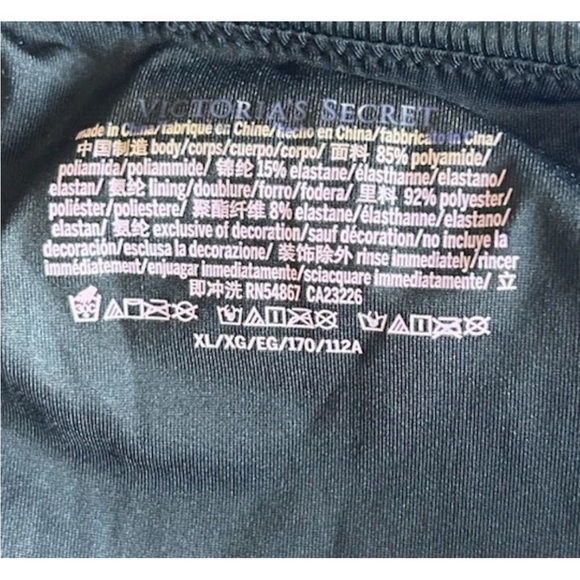 VICTORIA'S SECRET
made in China/fabriqué en Chine/hecho en China/fabbricato in Cina/
中国制造 body/corps/cuerpo/corpo/ 面料 85% polyamide/
poliamida/poliammide/ 锦纶 15% elastane/élasthanne/elastano/
elastan/ 氨纶 lining/doublure/forro/fodera/ 里料 92% polyester/
poliéster/poliestere/ 聚酯纤维 8% elastane/élasthanne/elastano/
elastan/ 氨纶 exclusive of decoration/sauf décoration/no incluye la
decoración/esclusa la decorazione/ 装饰除外 rinse immediately/rincer
immédiatement/enjuagar inmediatamente/sciacquare immediatamente/ 立
即冲洗 RN54867 CA23226
XL/XG/EG/170/112A